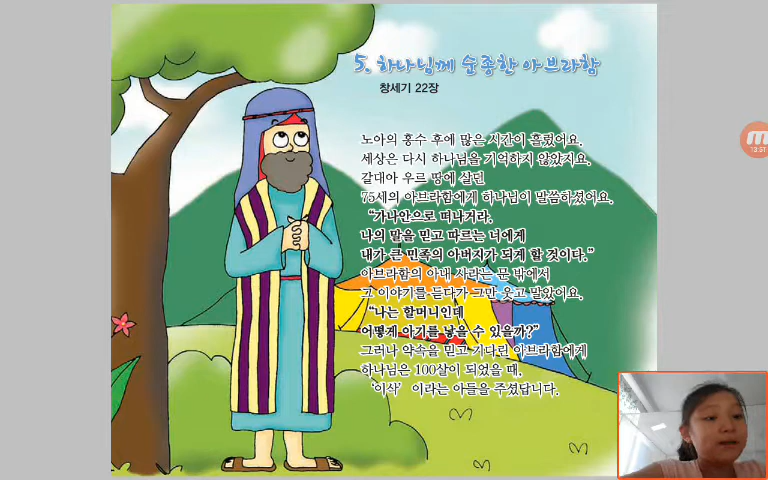 5. 하나님께 순종한 아브라함
창세기 22장
노아의 홍수 후에 많은 시간이 흘렀어요.
세상은 다시 하나님을 기억하지 않았지요.
갈대아 우르 땅에 살던
75세의 아브라함에게 하나님이 말씀하셨어요.
“가나안으로 떠나거라.
나의 말을 믿고 따르는 너에게
내가 큰 민족의 아버지가 되게 할 것이다.”
아브라함의 아내 사라는 문 밖에서
그 이야기를 듣다가 그만 웃고 말았어요.
“나는 할머니인데
어떻게 아기를 낳을 수 있을까?”
그러나 약속을 믿고 기다린 아브라함에게
하나님은 100살이 되었을 때,
‘이삭’ 이라는 아들을 주셨답니다.
13:51